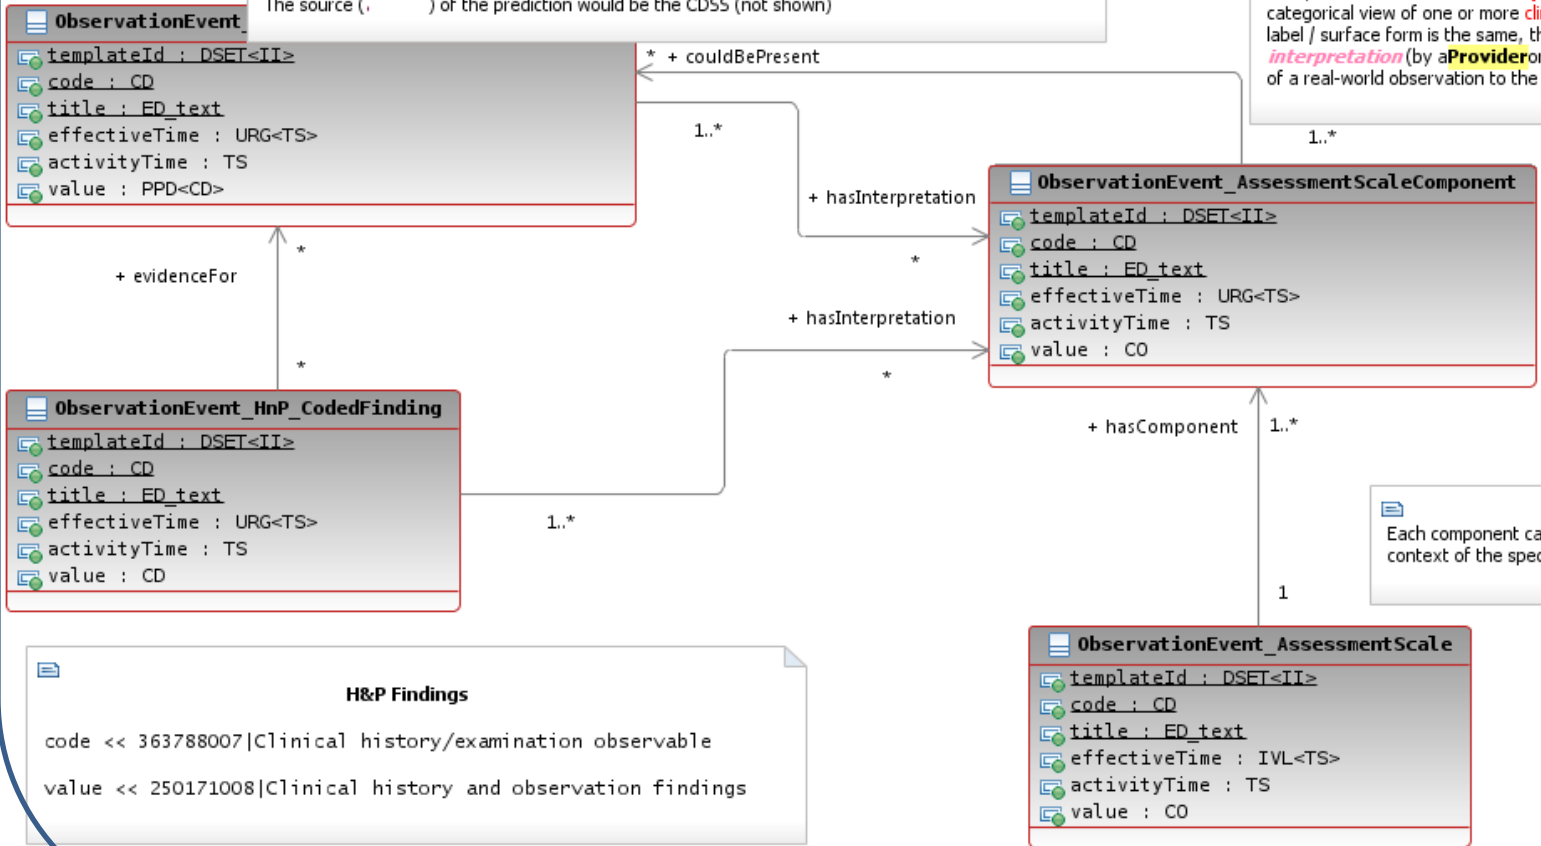 The source (. ) of the prediction would be the CDSS (not shown)
categorical view of one or more
label / surface form is the same,
interpretation (by aProvideror
of a real-world observation to the
ObservationEvent_
templateId : DSET<II>
code : CD
title : ED_text
effectiveTime : URG<TS>
activityTime : TS
value : PPD<CD>
* + couldBePresent
1..*
1..*
+ hasInterpretation
*
ObservationEvent_AssessmentScaleComponent
templateId : DSET<II>
code : CD
title : ED_text
effectiveTime : URG<TS>
activityTime : TS
value : CO
*
+ evidenceFor
*
+ hasInterpretation
*
ObservationEvent_HnP_CodedFinding
templateId : DSET<II>
code : CD
title : ED_text
effectiveTime : URG<TS>
activityTime : TS
value : CD
1..*
+ hasComponent 1..*
1
Each component ca
context of the spec
H&P Findings
code << 363788007|Clinical history/examination observable
value << 250171008|Clinical history and observation findings
ObservationEvent_AssessmentScale
templateId : DSET<II>
code : CD
title : ED_text
effectiveTime : IVL<TS>
activityTime : TS
value : CO